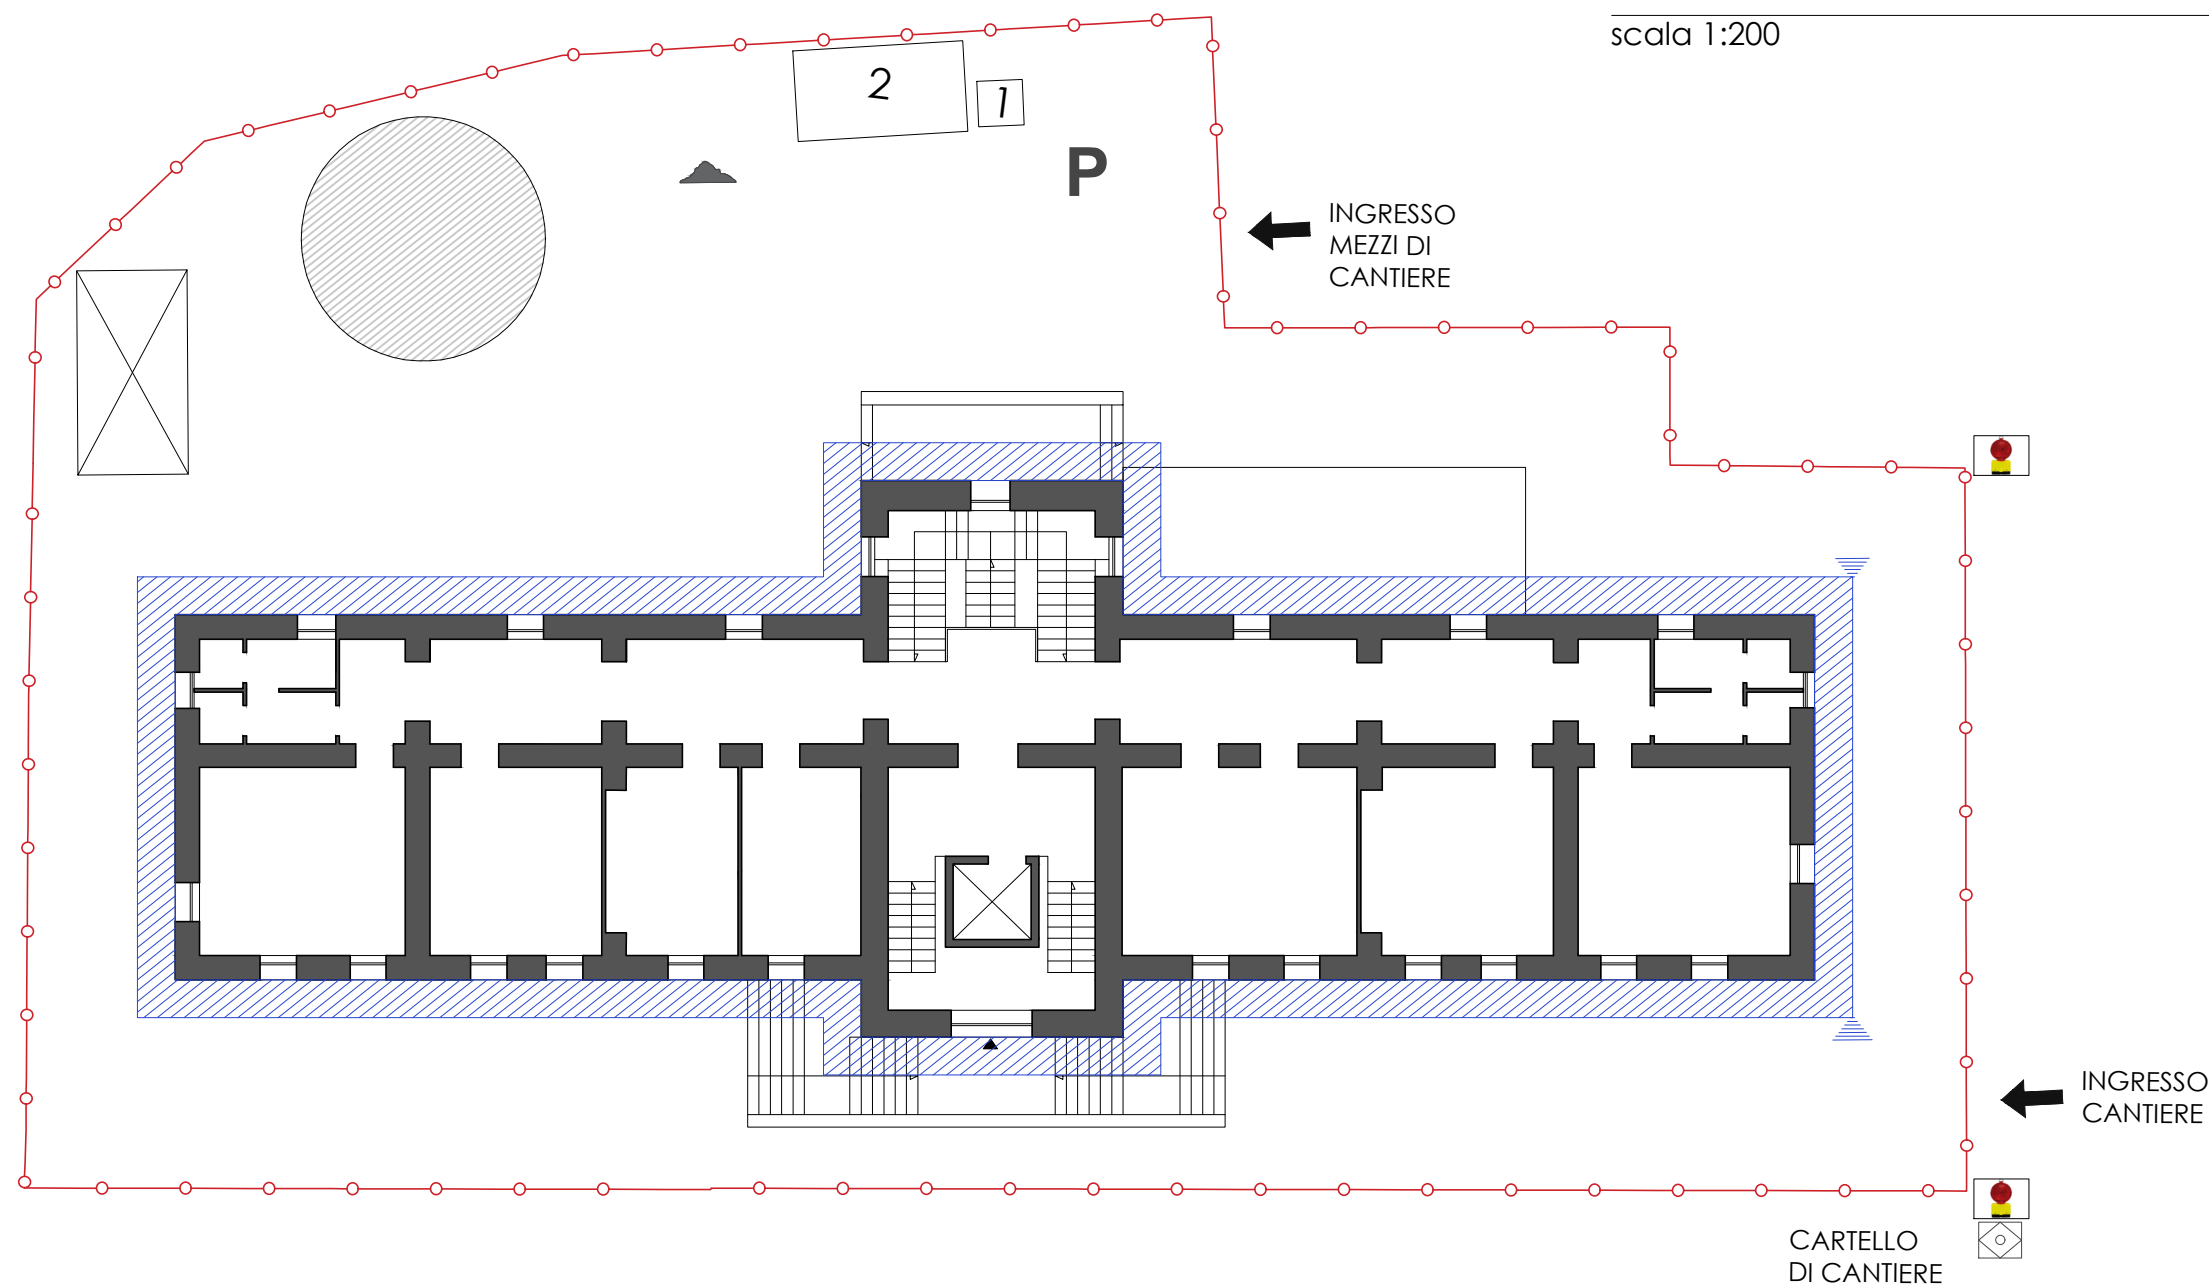 scala 1:200
2
1
P
INGRESSO
MEZZI DI
CANTIERE
INGRESSO
CANTIERE
CARTELLO
DI CANTIERE